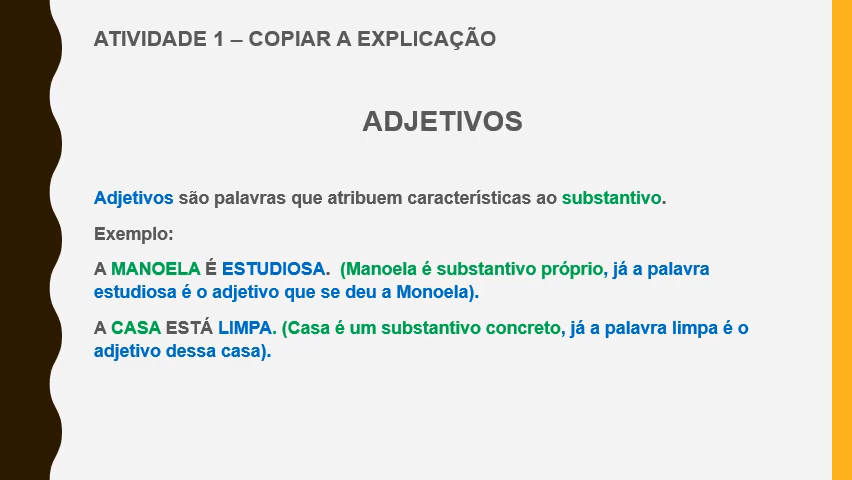 ATIVIDADE 1 – COPIAR A EXPLICAÇÃO
ADJETIVOS
Adjetivos são palavras que atribuem características ao substantivo.
Exemplo:
A MANOELA É ESTUDIOSA.  (Manoela é substantivo próprio, já a palavra
estudiosa é o adjetivo que se deu a Monoela).
A CASA ESTÁ LIMPA. (Casa é um substantivo concreto, já a palavra limpa é o
adjetivo dessa casa).